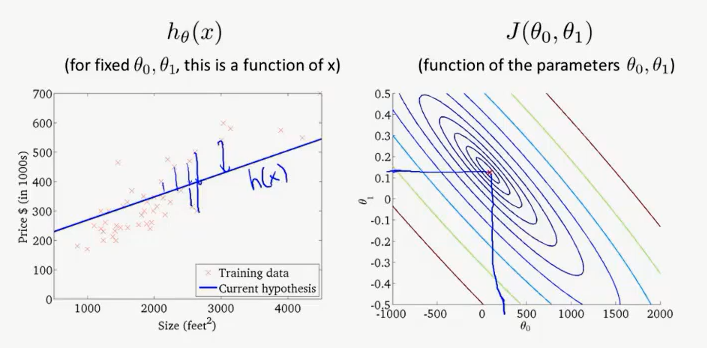 hθ(x)
(for fixed θ0, θ1, this is a function of x)
700
600
500
400
300
200
100
0
Price $ (in 1000s)
1000
2000
3000
4000
Size (feet²)
h(x)
Training data
Current hypothesis
J(θ0, θ1)
(function of the parameters θ0, θ1)
0.5
0.4
0.3
0.2
0.1
0
-0.1
-0.2
-0.3
-0.4
-0.5
θ1
-1000
-500
0
500
1000
1500
2000
θ0